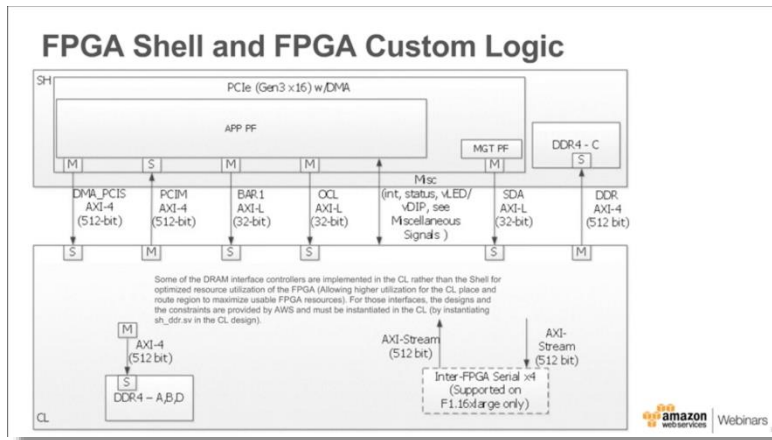 FPGA Shell and FPGA Custom Logic
SH
PCIe (Gen3 x16) w/DMA
APP PF
MGT PF
DDR4 - C
S
M
S
M
M
M
Misc
DMA_PCIS
AXI-4
(512-bit)
PCIM
AXI-4
(512-bit)
BAR1
AXI-L
(32-bit)
OCL
AXI-L
(32-bit)
(int, status, vLED/
vDIP, see
Miscellaneous
Signals )
SDA
AXI-L
(32-bit)
DDR
AXI-4
(512 bit)
S
M
S
S
S
M
Some of the DRAM interface controllers are implemented in the CL rather than the Shell for
optimized resource utilization of the FPGA (Allowing higher utilization for the CL place and
route region to maximize usable FPGA resources). For those interfaces, the designs and
the constraints are provided by AWS and must be instantiated in the CL (by instantiating
sh_ddr.sv in the CL design).
M
AXI-4
(512 bit)
S
DDR4 – A,B,D
AXI-Stream
(512 bit)
AXI-
Stream
(512 bit)
Inter-FPGA Serial x4
(Supported on
F1.16xlarge only)
CL
amazon
webservices
Webinars